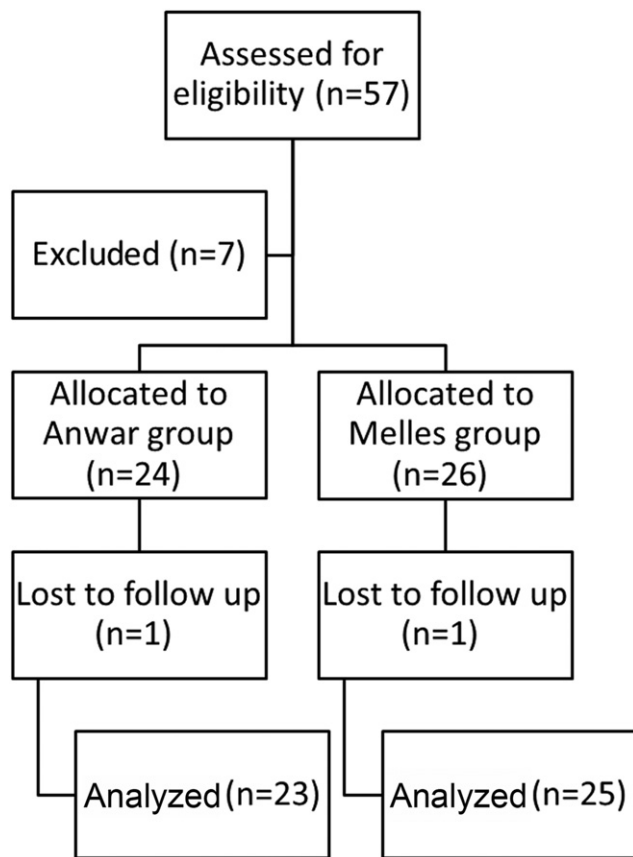 Assessed for
eligibility (n=57)
Excluded (n=7)
Allocated to
Anwar group
(n=24)
Allocated to
Melles group
(n=26)
Lost to follow up
(n=1)
Lost to follow up
(n=1)
Analyzed (n=23)
Analyzed (n=25)